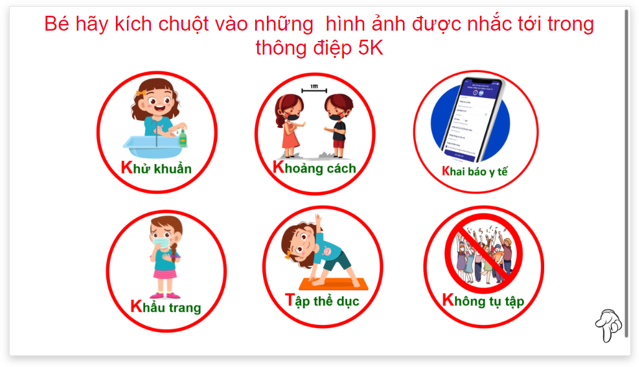 Bé hãy kích chuột vào những hình ảnh được nhắc tới trong
thông điệp 5K
1m
Khử khuẩn
Khoảng cách
Khai báo y tế
Khẩu trang
Tập thể dục
Không tụ tập